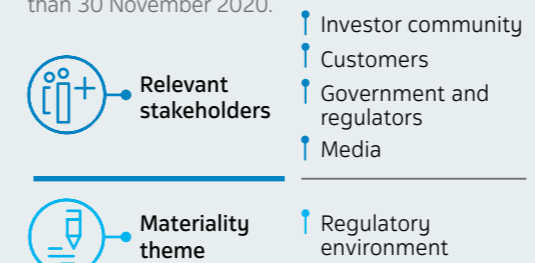 than 30 November 2020.
Relevant
stakeholders
Investor community
Customers
Government and
regulators
Media
Materiality
theme
Regulatory
environment